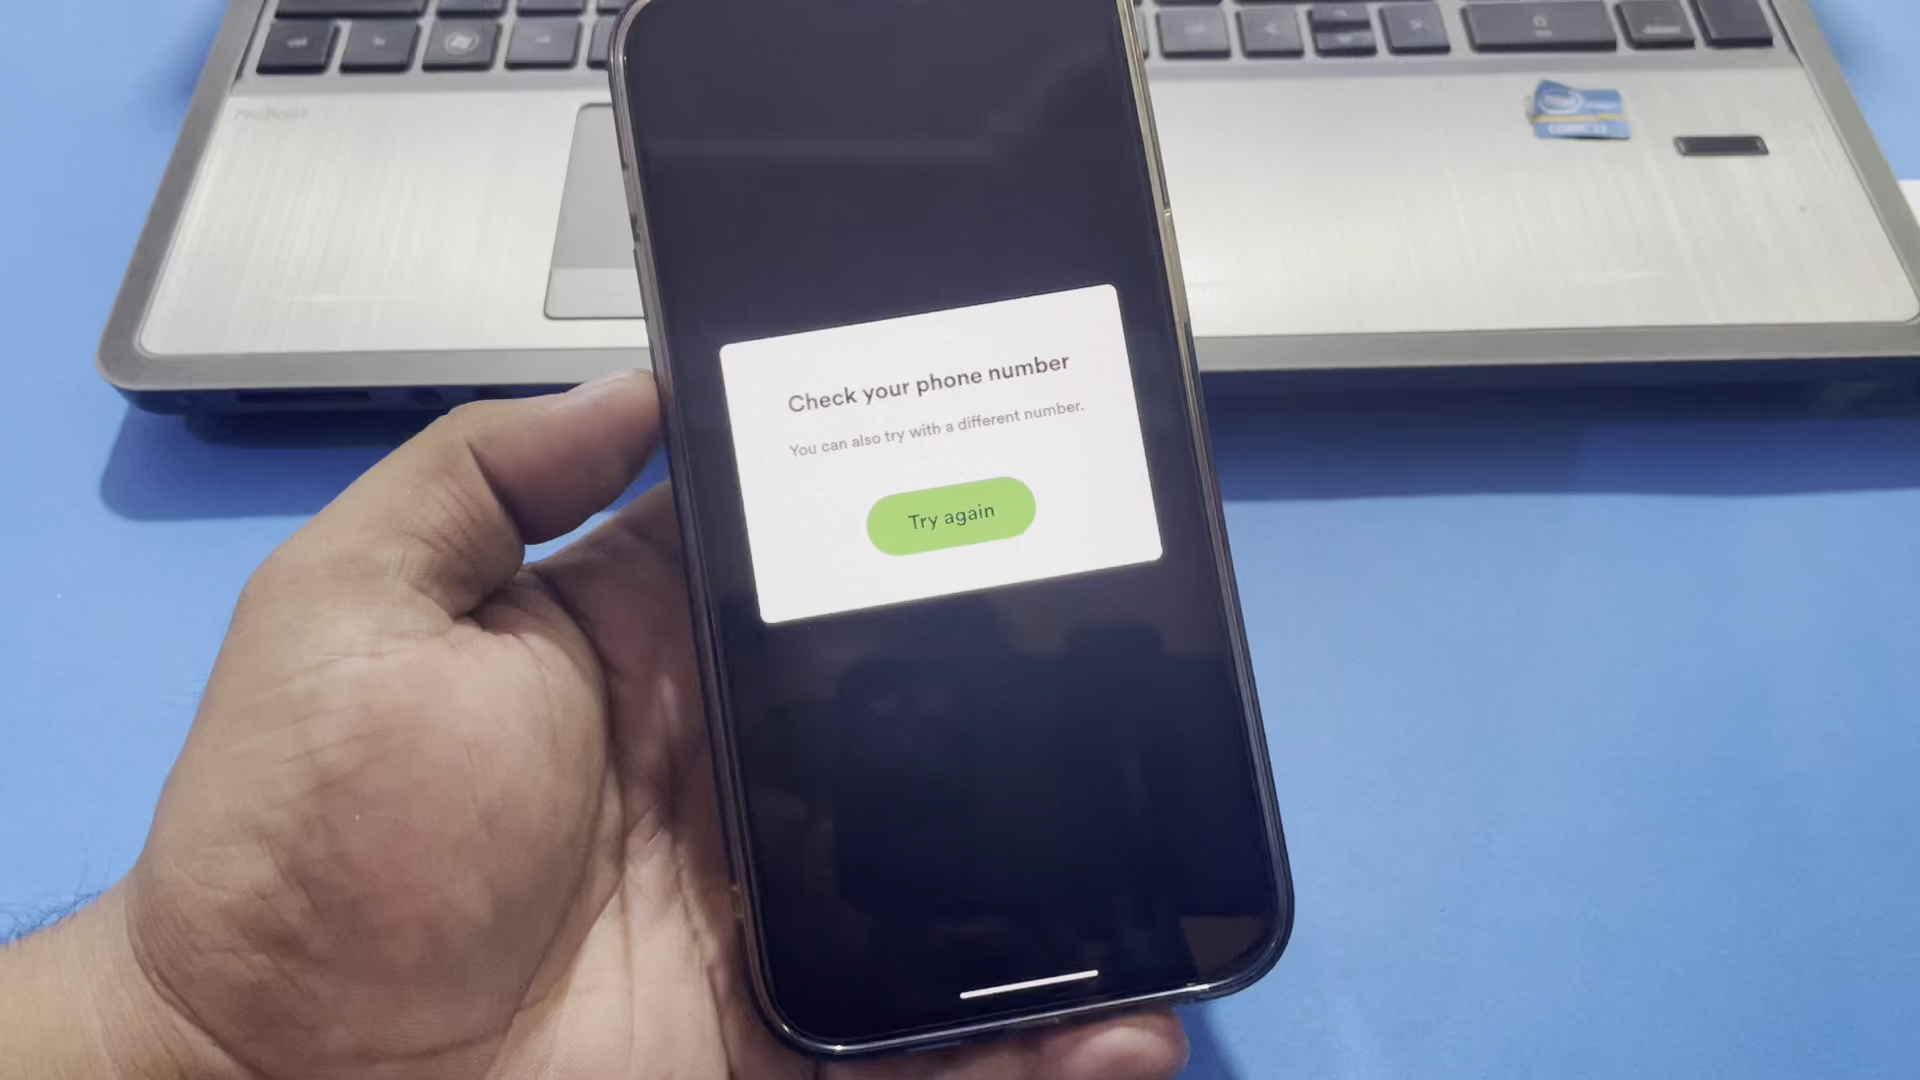 Check your phone number
You can also try with a different number.
Try again